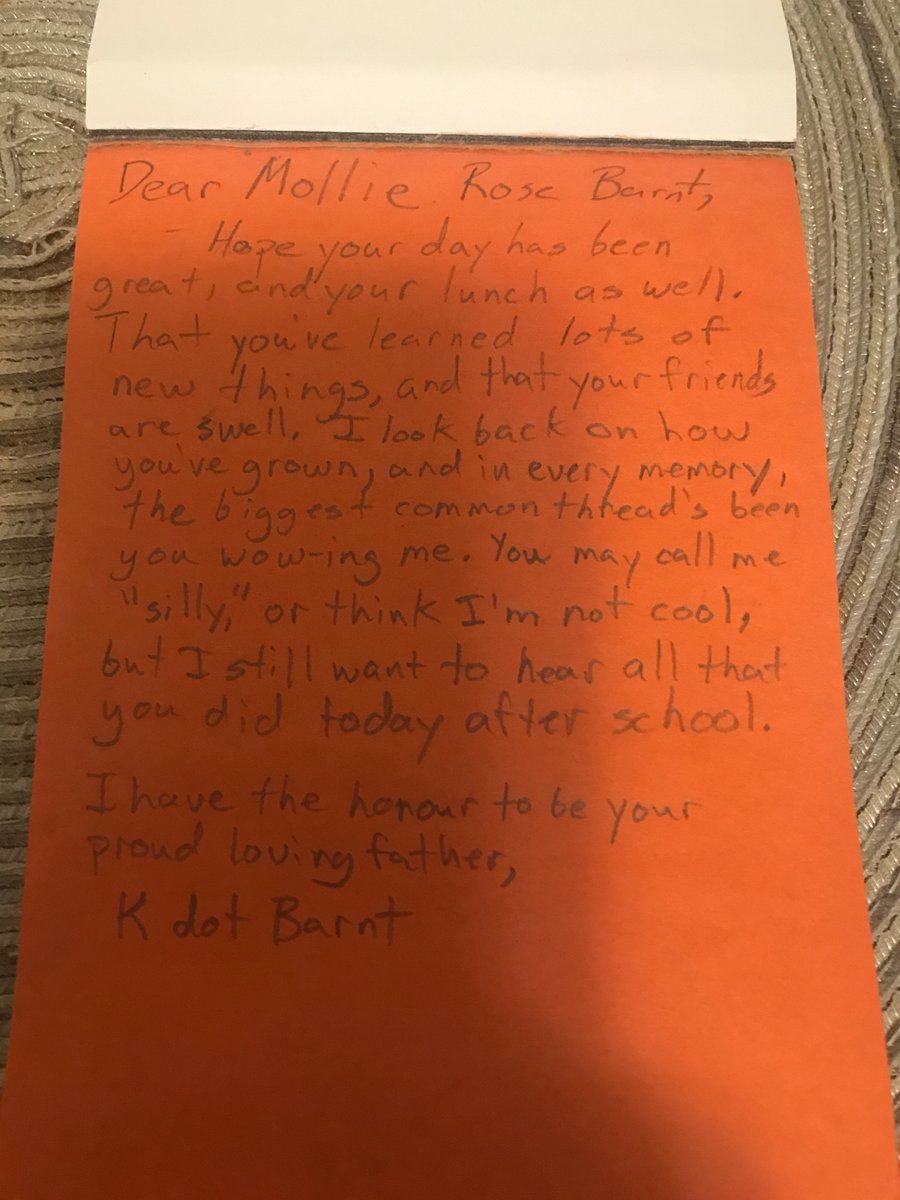 Dear Mollie Rose Barnt,
Hope your day has been
great, and your lunch as well.
That you've learned lots of
new things, and that your friends
are swell. I look back on how
you've grown, and in every memory,
the biggest common thread's been
you wow-ing me. You may call me
"silly," or think I'm not cool,
but I still want to hear all that
you did today after school.
I have the honour to be your
proud loving father,
K dot Barnt